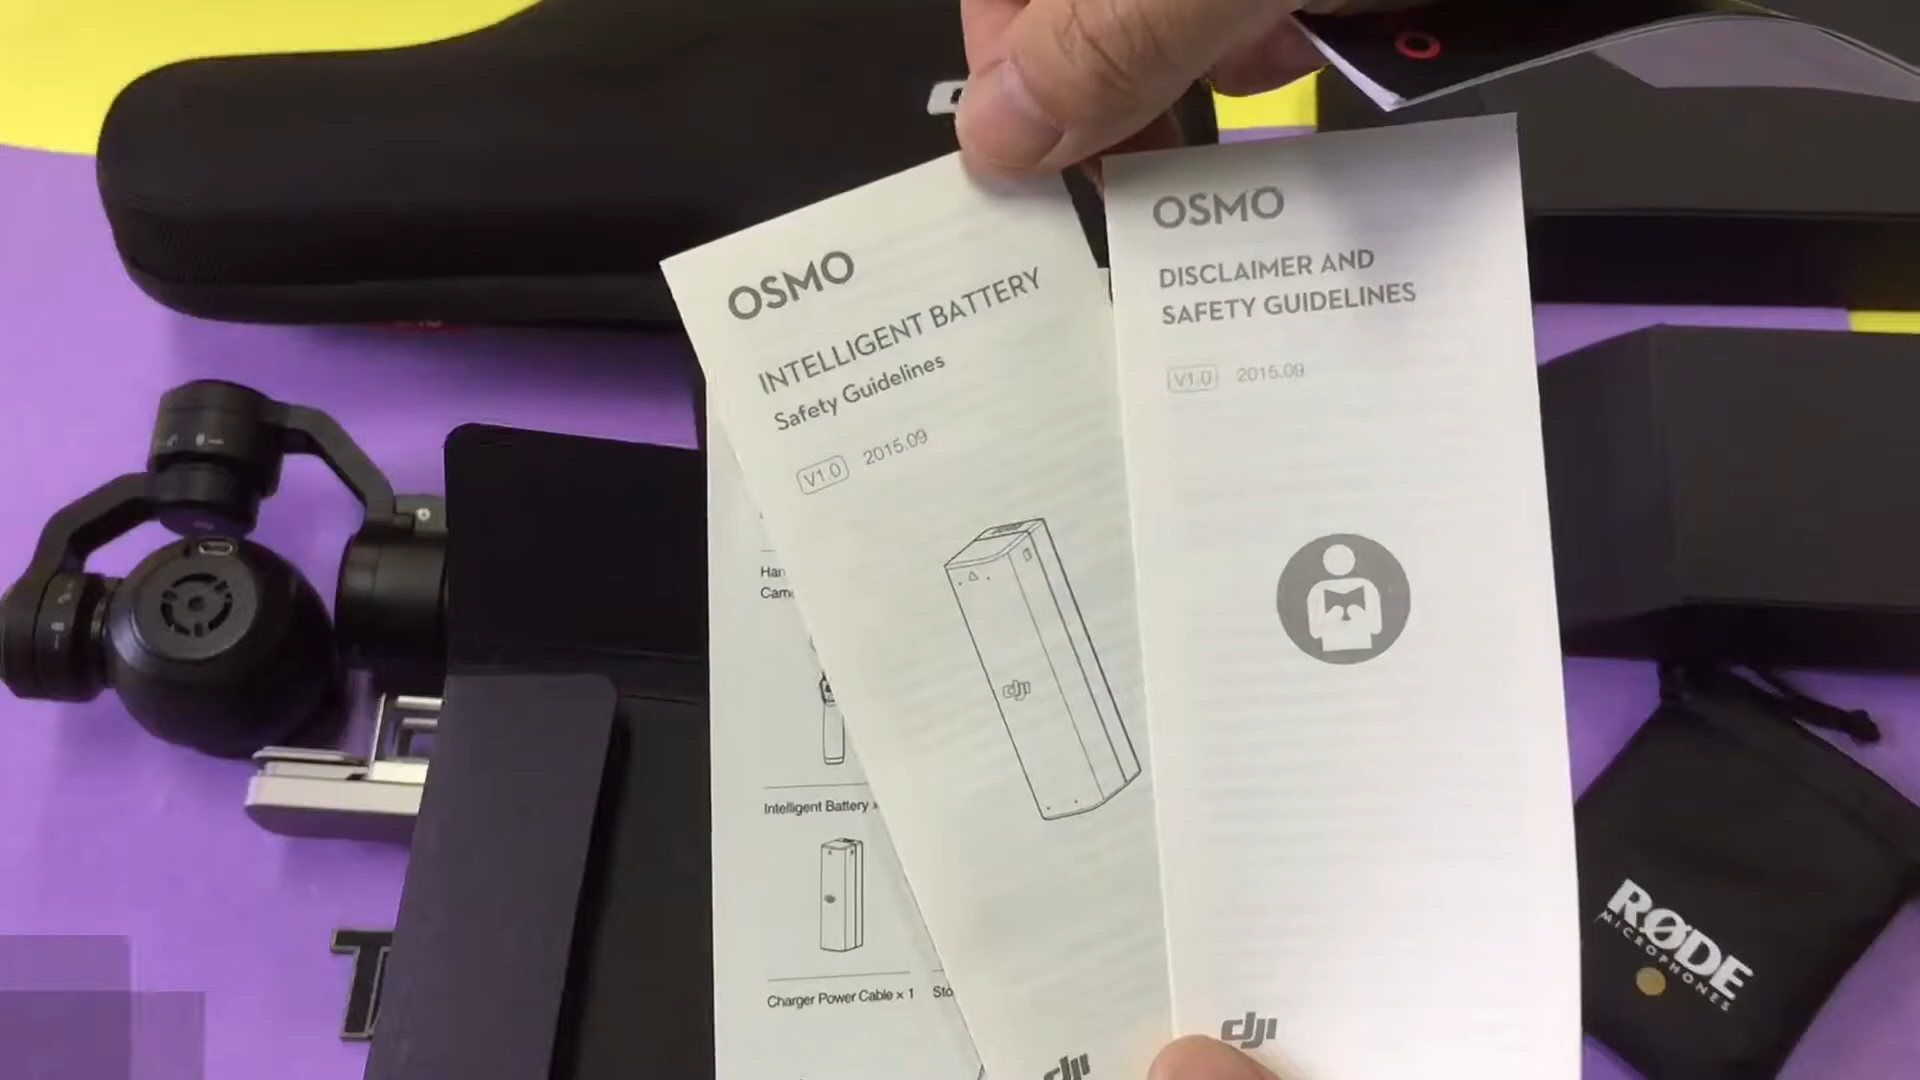 OSMO
INTELLIGENT BATTERY
Safety Guidelines
V1.0 2015.09
dji
dji
OSMO
DISCLAIMER AND
SAFETY GUIDELINES
V1.0 2015.09
dji
Intelligent Battery
Charger Power Cable × 1
RØDE
MICROPHONES